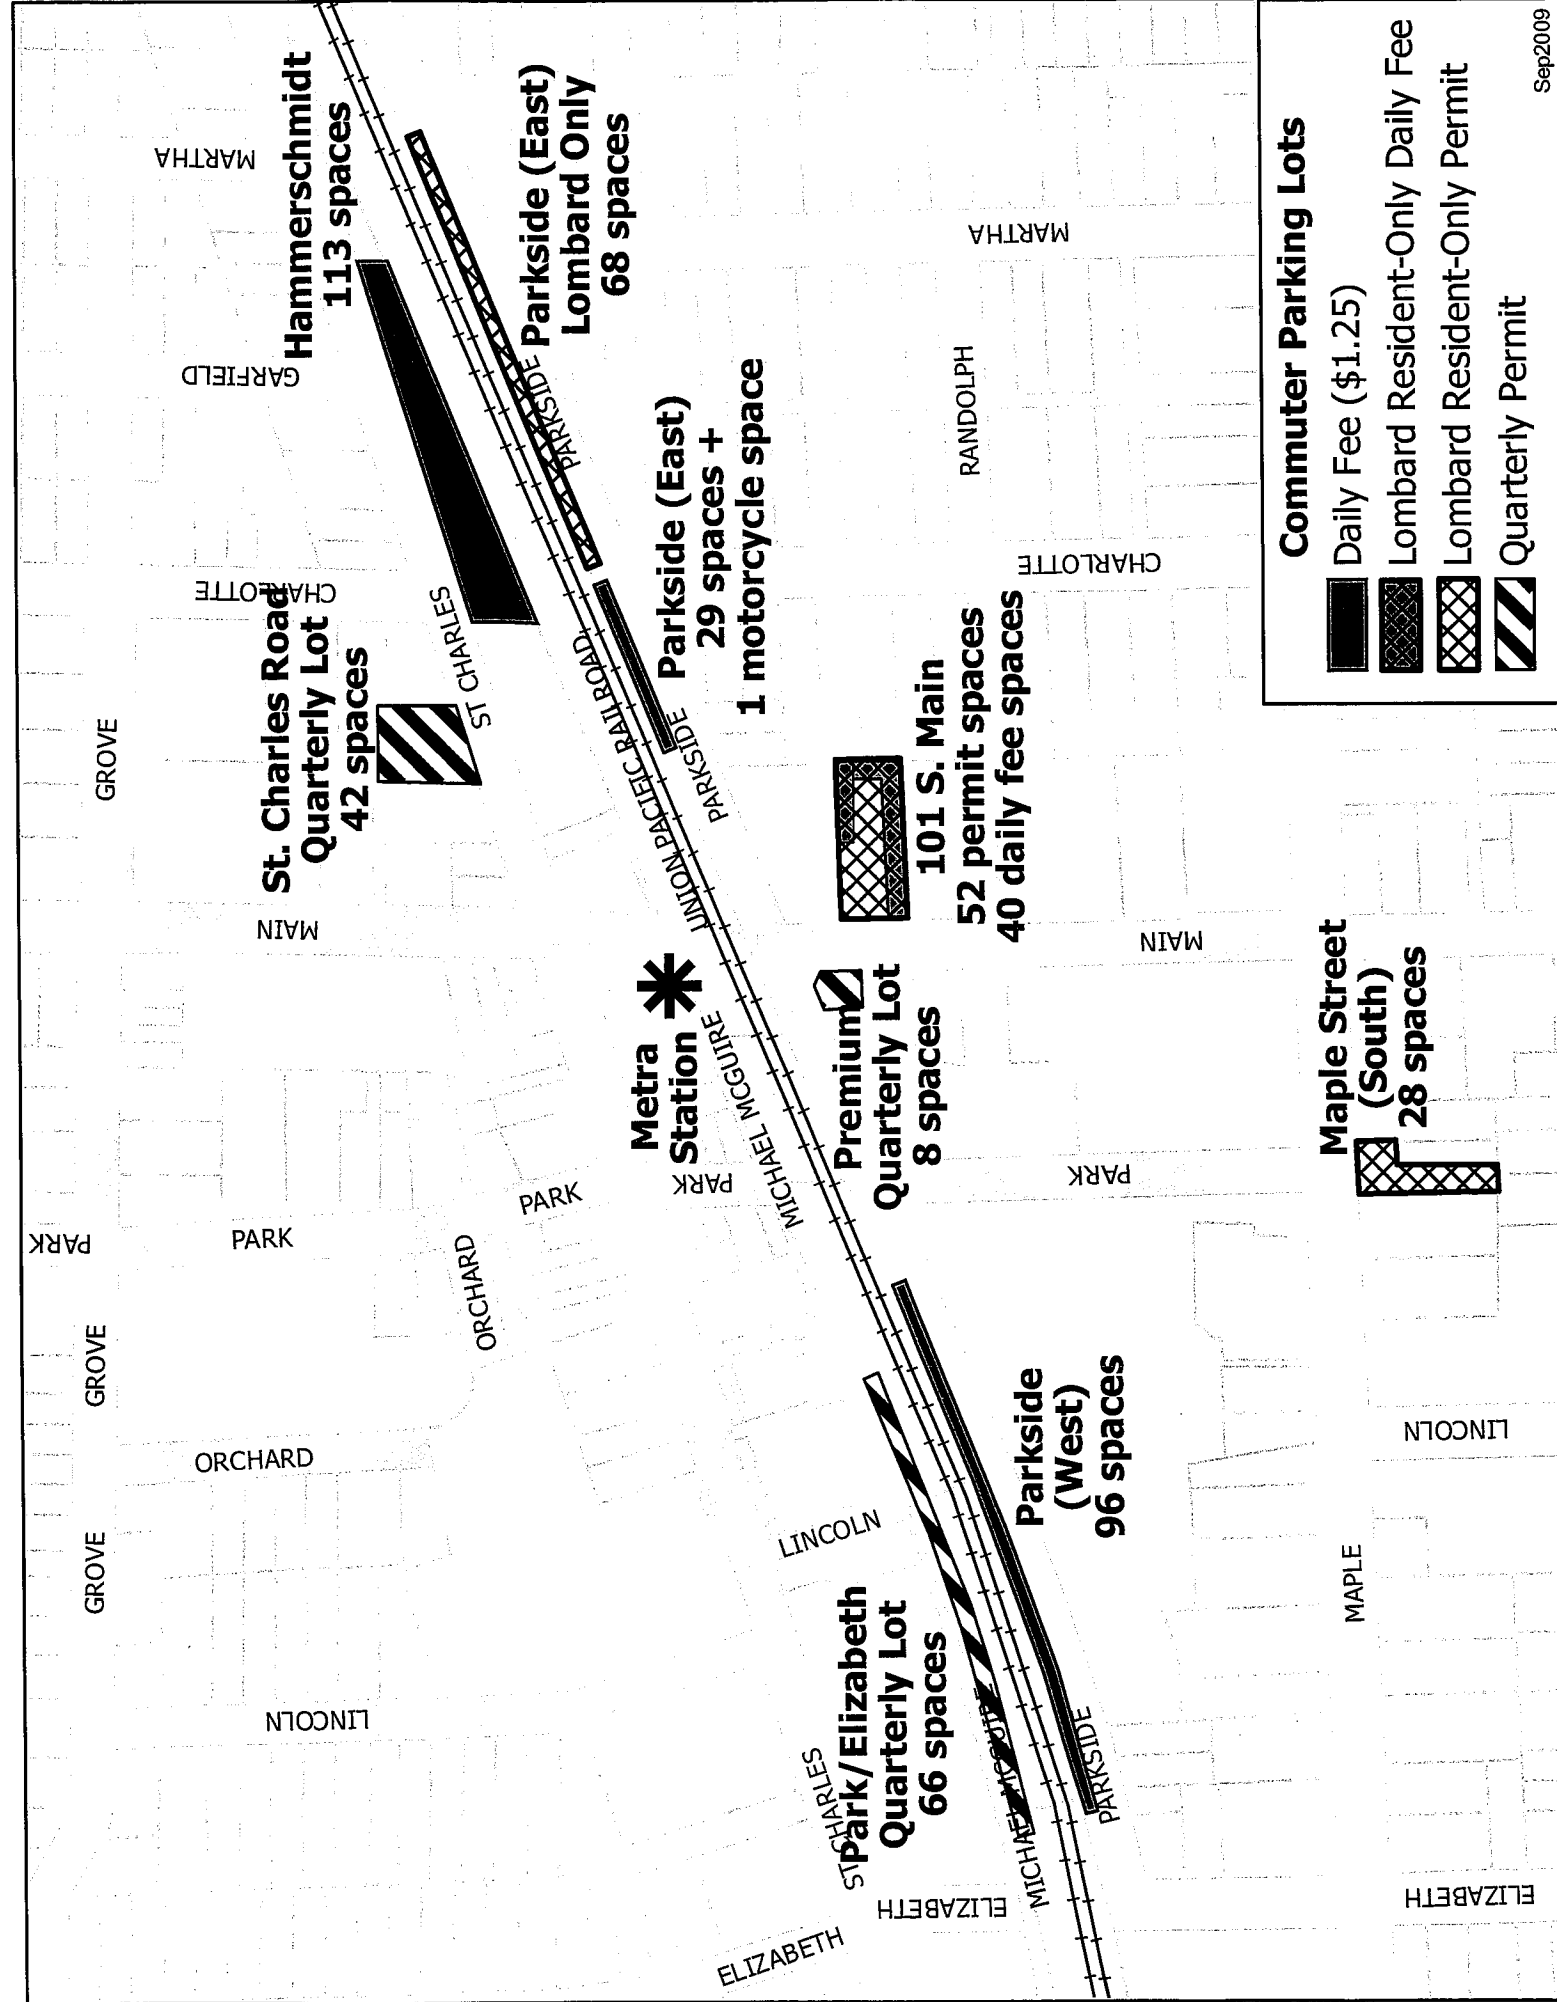 Hammerschmidt
113 spaces
MARTHA
GARFIELD
CHARLOTTE
St. Charles Road
Quarterly Lot
42 spaces
ST CHARLES
GROVE
MAIN
PARK
PARK
GROVE
ORCHARD
GROVE
LINCOLN
ORCHARD
PARK
Parkside (East)
Lombard Only
68 spaces
PARKSIDE
Parkside (East)
29 spaces +
1 motorcycle space
UNION PACIFIC RAILROAD
PARKSIDE
Metra
Station
MICHAEL MCGUIRE
PARK
MARTHA
RANDOLPH
CHARLOTTE
101 S. Main
52 permit spaces
40 daily fee spaces
MAIN
Premium
Quarterly Lot
8 spaces
PARK
LINCOLN
Park/Elizabeth
Quarterly Lot
66 spaces
ST CHARLES
MICHAEL MCGUIRE
ELIZABETH
ELIZABETH
Parkside
(West)
96 spaces
PARKSIDE
Maple Street
(South)
28 spaces
LINCOLN
MAPLE
ELIZABETH
Commuter Parking Lots
Daily Fee ($1.25)
Lombard Resident-Only Daily Fee
Lombard Resident-Only Permit
Quarterly Permit
Sep2009